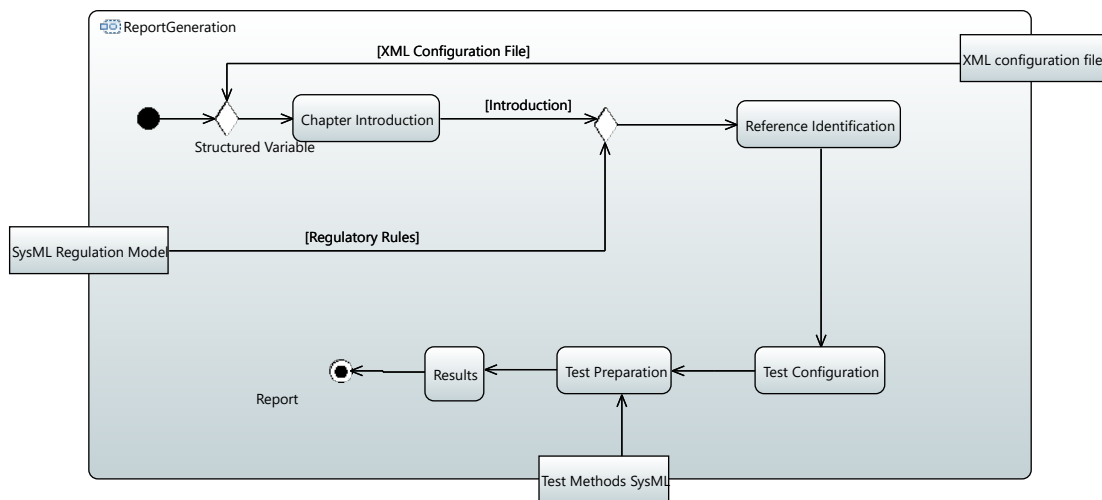 ReportGeneration
[XML Configuration File]
XML configuration file
Chapter Introduction
[Introduction]
Reference Identification
Structured Variable
[Regulatory Rules]
SysML Regulation Model
Results
Test Preparation
Test Configuration
Report
Test Methods SysML